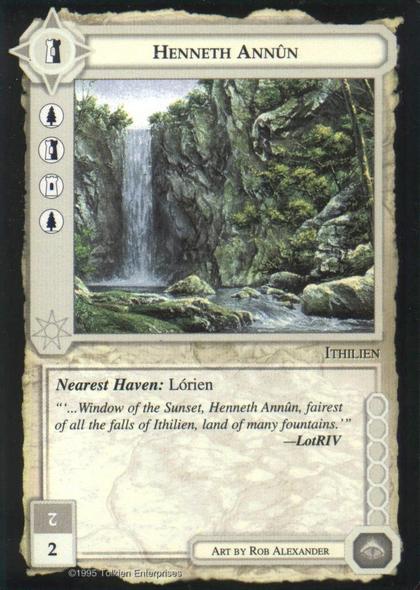 HENNETH ANNÛN
ITHILIEN
Nearest Haven: Lórien
“‘...Window of the Sunset, Henneth Annûn, fairest
of all the falls of Ithilien, land of many fountains.’”
—LotRIV
2
2
ART BY ROB ALEXANDER
©1995 Tolkien Enterprises